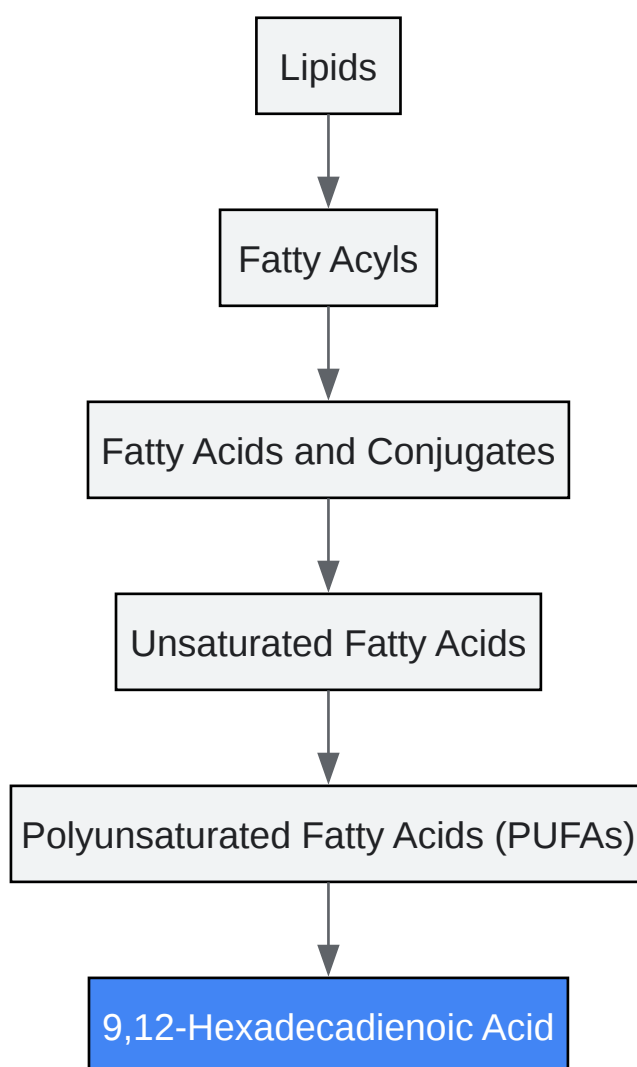 Lipids
Fatty Acyls
Fatty Acids and Conjugates
Unsaturated Fatty Acids
Polyunsaturated Fatty Acids (PUFAs)
9,12-Hexadecadienoic Acid